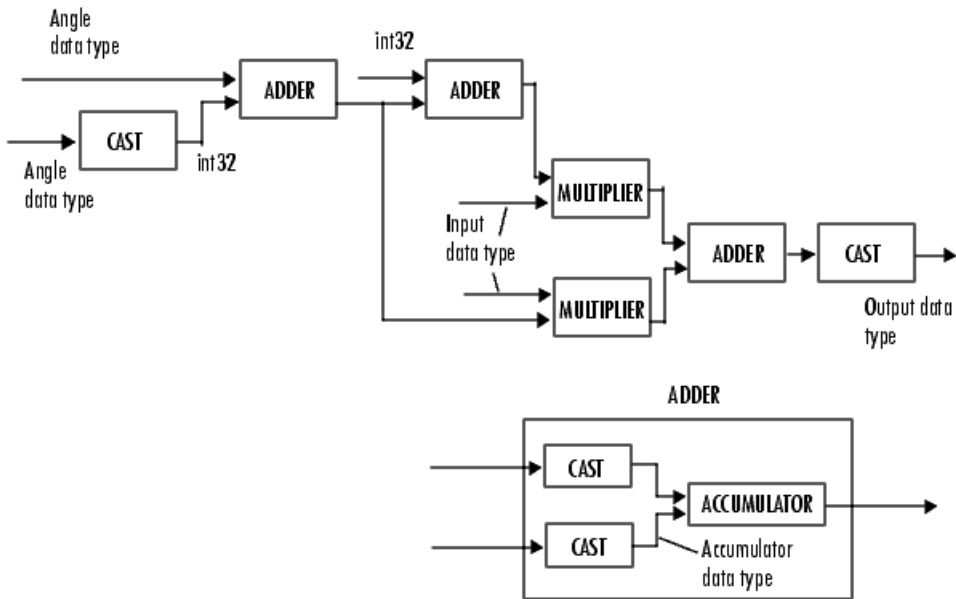 Angle
data type
int32
ADDER
ADDER
CAST
int32
Angle
data type
MULTIPLIER
Input
data type
ADDER
CAST
MULTIPLIER
Output data
type
ADDER
CAST
ACCUMULATOR
CAST
Accumulator
data type